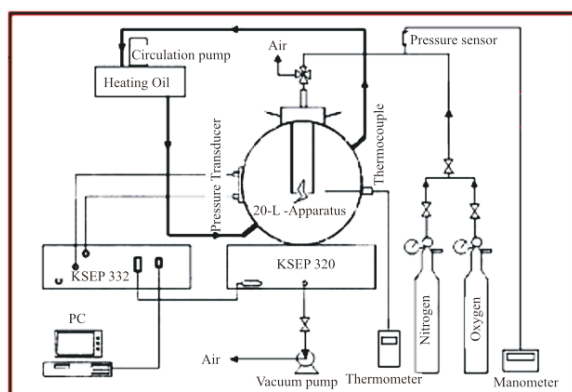 Air
Pressure sensor
Circulation pump
Heating Oil
Pressure Transducer
Thermocouple
20-L -Apparatus
KSEP 332
KSEP 320
Nitrogen
Oxygen
PC
Air
Vacuum pump
Thermometer
Manometer